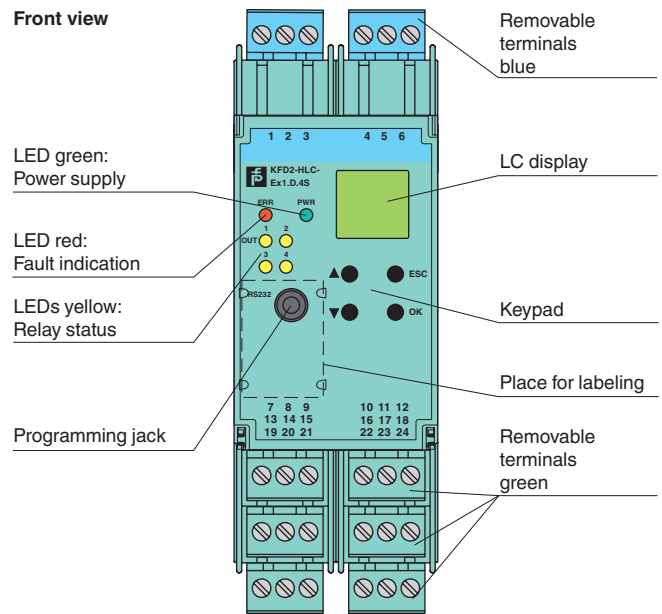 Front view
Removable
terminals
blue
1 2 3
4 5 6
KFD2-HLC-
Ex1.D.4S
LED green:
Power supply
LC display
ERR
PWR
1 2
OUT
3 4
LED red:
Fault indication
ESC
LEDs yellow:
Relay status
RS232
OK
Keypad
Place for labeling
7 8 9
13 14 15
19 20 21
10 11 12
16 17 18
22 23 24
Programming jack
Removable
terminals
green